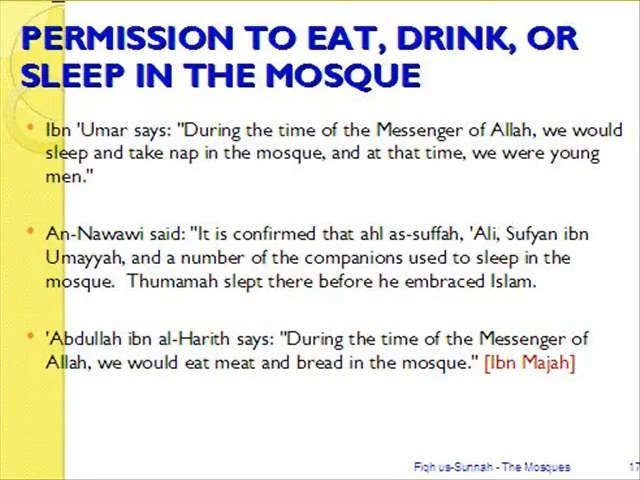 PERMISSION TO EAT, DRINK, OR
SLEEP IN THE MOSQUE
Ibn 'Umar says: "During the time of the Messenger of Allah, we would
sleep and take nap in the mosque, and at that time, we were young
men."
An-Nawawi said: "It is confirmed that ahl as-suffah, 'Ali, Sufyan ibn
Umayyah, and a number of the companions used to sleep in the
mosque. Thumamah slept there before he embraced Islam.
'Abdullah ibn al-Harith says: "During the time of the Messenger of
Allah, we would eat meat and bread in the mosque." [Ibn Majah]
Fiqh us-Sunnah - The Mosques 17